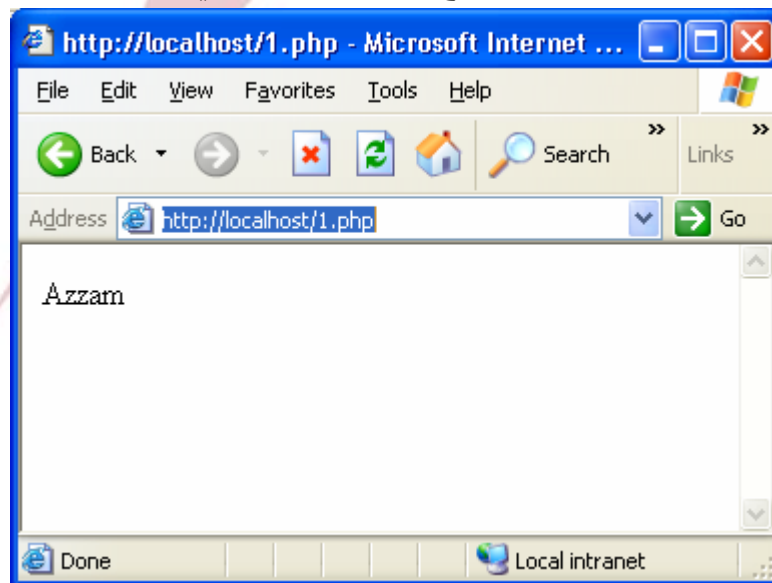 http://localhost/1.php - Microsoft Internet ...
File Edit View Favorites Tools Help
Back Search » Links »
Address http://localhost/1.php Go
Azzam
Done Local intranet